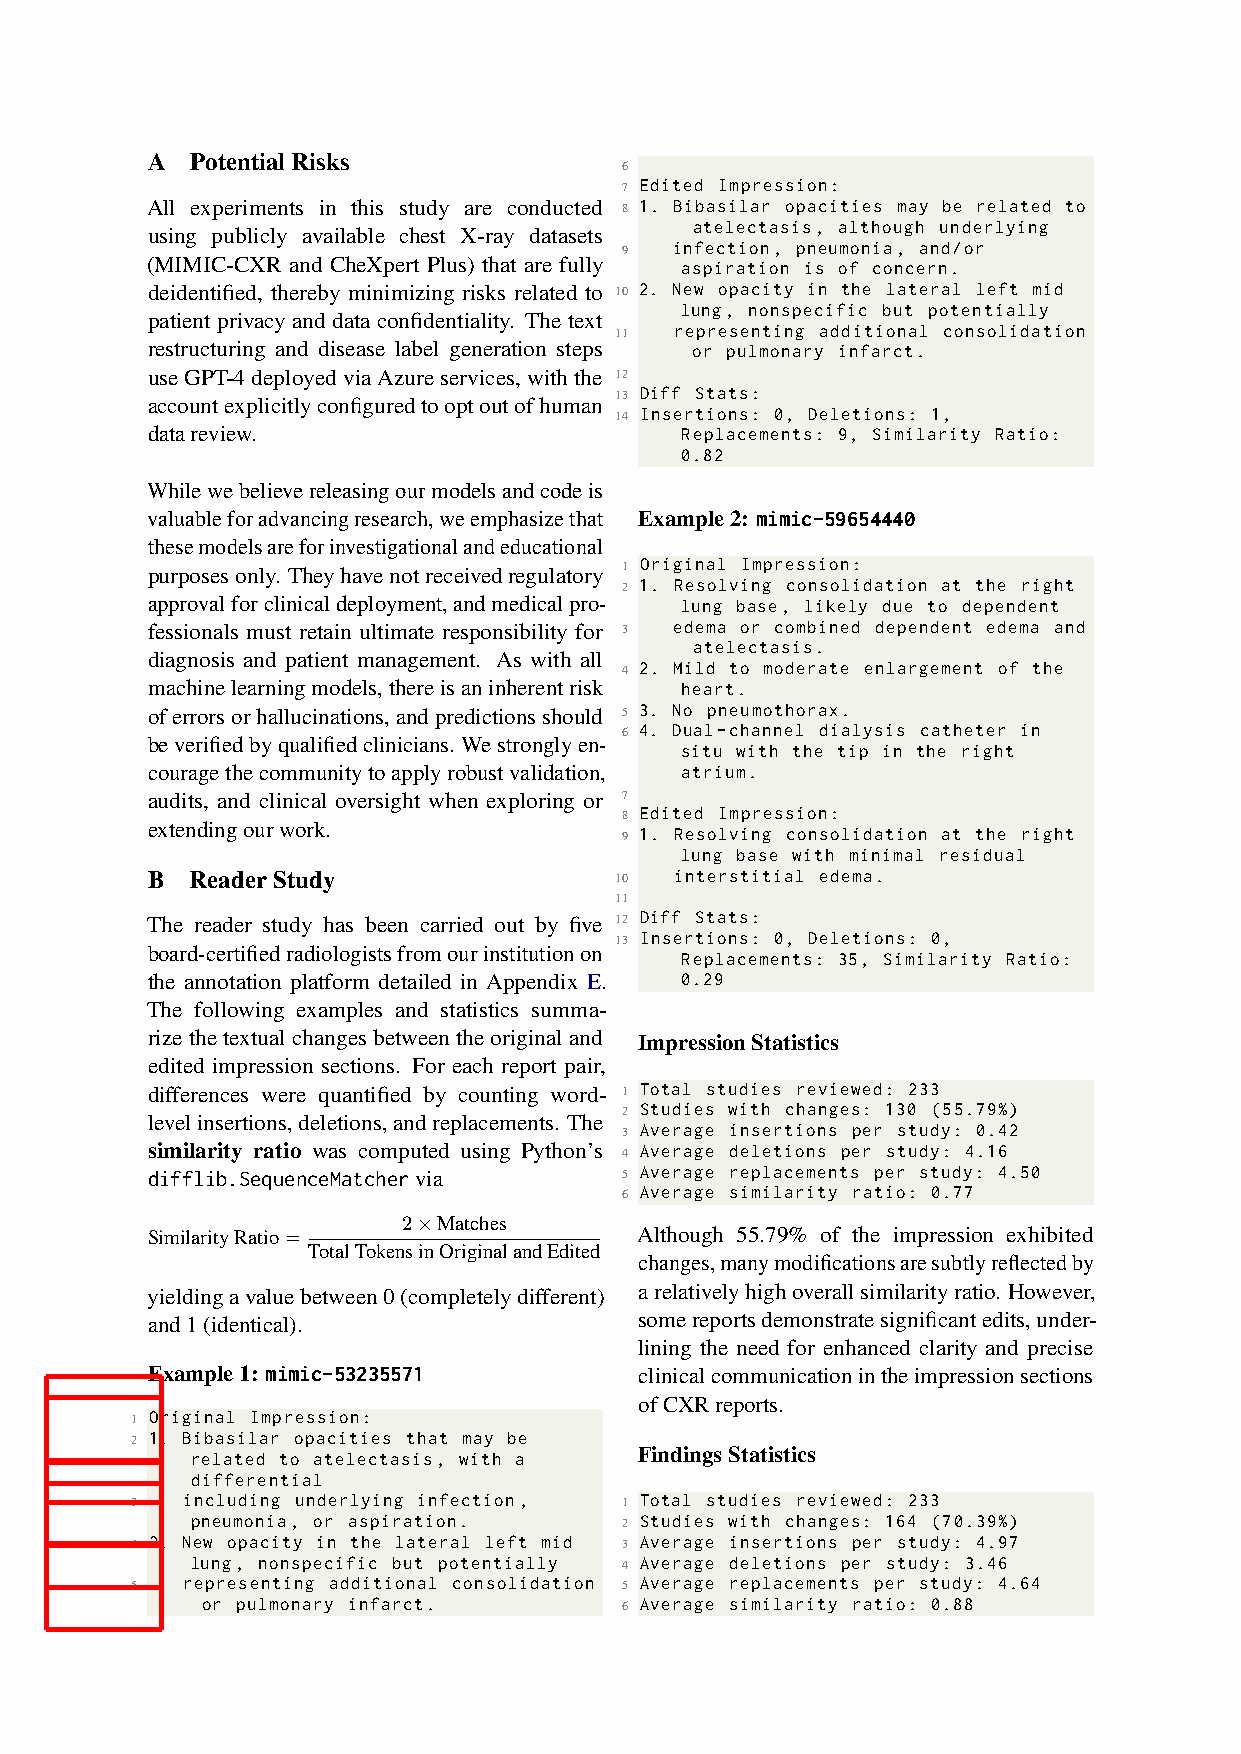 A Potential Risks
All experiments in this study are conducted
using publicly available chest X-ray datasets
(MIMIC-CXR and CheXpert Plus) that are fully
deidentified, thereby minimizing risks related to
patient privacy and data confidentiality. The text
restructuring and disease label generation steps
use GPT-4 deployed via Azure services, with the
account explicitly configured to opt out of human
data review.
While we believe releasing our models and code is
valuable for advancing research, we emphasize that
these models are for investigational and educational
purposes only. They have not received regulatory
approval for clinical deployment, and medical pro-
fessionals must retain ultimate responsibility for
diagnosis and patient management. As with all
machine learning models, there is an inherent risk
of errors or hallucinations, and predictions should
be verified by qualified clinicians. We strongly en-
courage the community to apply robust validation,
audits, and clinical oversight when exploring or
extending our work.
B Reader Study
The reader study has been carried out by five
board-certified radiologists from our institution on
the annotation platform detailed in Appendix E.
The following examples and statistics summa-
rize the textual changes between the original and
edited impression sections. For each report pair,
differences were quantified by counting word-
level insertions, deletions, and replacements. The
similarity ratio was computed using Python's
difflib.SequenceMatcher via
2 × Matches
Similarity Ratio =
Total Tokens in Original and Edited
yielding a value between 0 (completely different)
and 1 (identical).
Example 1: mimic-53235571
1 Original Impression:
2 1. Bibasilar opacities that may be
related to atelectasis, with a
differential
3 including underlying infection,
pneumonia, or aspiration.
4 2. New opacity in the lateral left mid
lung, nonspecific but potentially
5 representing additional consolidation
or pulmonary infarct.
6
7 Edited Impression:
8 1. Bibasilar opacities may be related to
atelectasis, although underlying
9 infection, pneumonia, and/or
aspiration is of concern.
10 2. New opacity in the lateral left mid
lung, nonspecific but potentially
11 representing additional consolidation
or pulmonary infarct.
12
13 Diff Stats:
14 Insertions: 0, Deletions: 1,
Replacements: 9, Similarity Ratio:
0.82
Example 2: mimic-59654440
1 Original Impression:
2 1. Resolving consolidation at the right
lung base, likely due to dependent
3 edema or combined dependent edema and
atelectasis.
4 2. Mild to moderate enlargement of the
heart.
5 3. No pneumothorax.
6 4. Dual-channel dialysis catheter in
situ with the tip in the right
atrium.
7
8 Edited Impression:
9 1. Resolving consolidation at the right
lung base with minimal residual
10 interstitial edema.
11
12 Diff Stats:
13 Insertions: 0, Deletions: 0,
Replacements: 35, Similarity Ratio:
0.29
Impression Statistics
1 Total studies reviewed: 233
2 Studies with changes: 130 (55.79%)
3 Average insertions per study: 0.42
4 Average deletions per study: 4.16
5 Average replacements per study: 4.50
6 Average similarity ratio: 0.77
Although 55.79% of the impression exhibited
changes, many modifications are subtly reflected by
a relatively high overall similarity ratio. However,
some reports demonstrate significant edits, under-
lining the need for enhanced clarity and precise
clinical communication in the impression sections
of CXR reports.
Findings Statistics
1 Total studies reviewed: 233
2 Studies with changes: 164 (70.39%)
3 Average insertions per study: 4.97
4 Average deletions per study: 3.46
5 Average replacements per study: 4.64
6 Average similarity ratio: 0.88